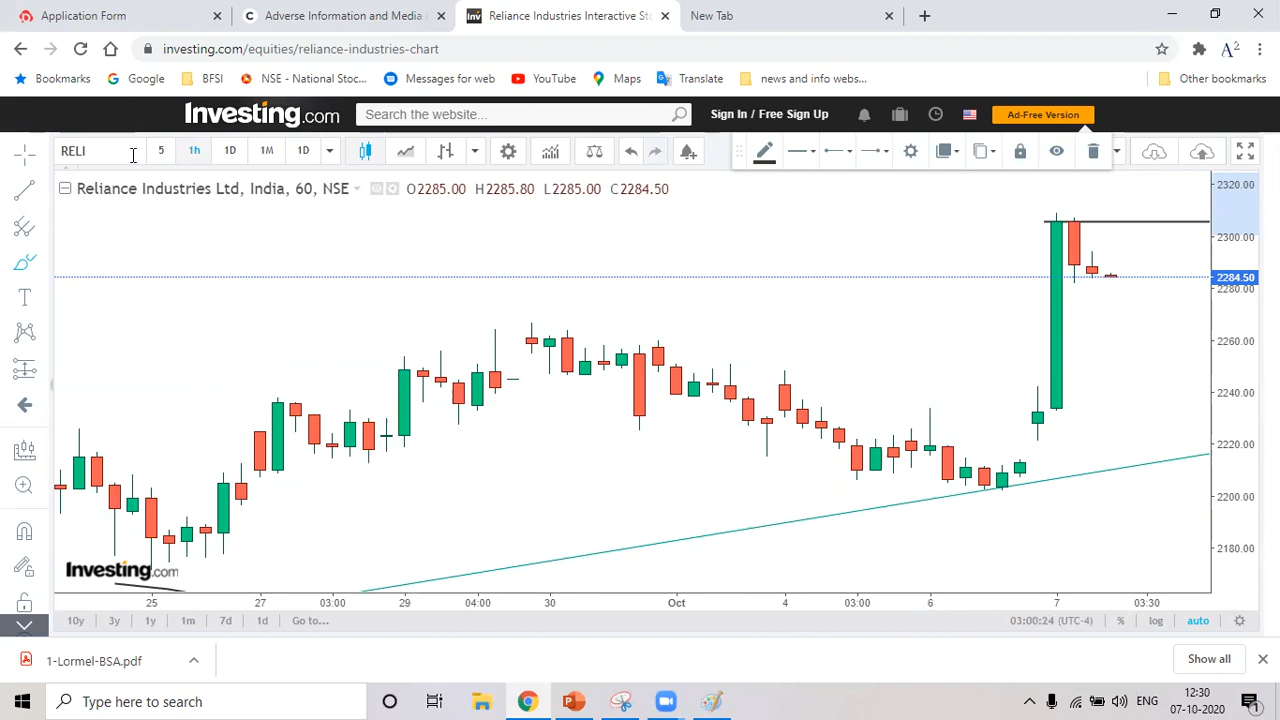 Application Form
Adverse Information and Media
Reliance Industries Interactive Sto
New Tab
investing.com/equities/reliance-industries-chart
Bookmarks
Google
BFSI
NSE - National Stoc...
Messages for web
YouTube
Maps
Translate
news and info webs...
Other bookmarks
Investing.com
Search the website...
Sign In / Free Sign Up
Ad-Free Version
RELI
5
1h
1D
1M
1D
Reliance Industries Ltd, India, 60, NSE
O2285.00 H2285.80 L2285.00 C2284.50
2320.00
2300.00
2284.50
2280.00
2260.00
2240.00
2220.00
2200.00
2180.00
Investing.com
25
27
03:00
29
04:00
30
Oct
4
03:00
6
7
03:30
10y
3y
1y
1m
7d
1d
Go to...
03:00:24 (UTC-4)
%
log
auto
1-Lormel-BSA.pdf
Show all
Type here to search
12:30
07-10-2020